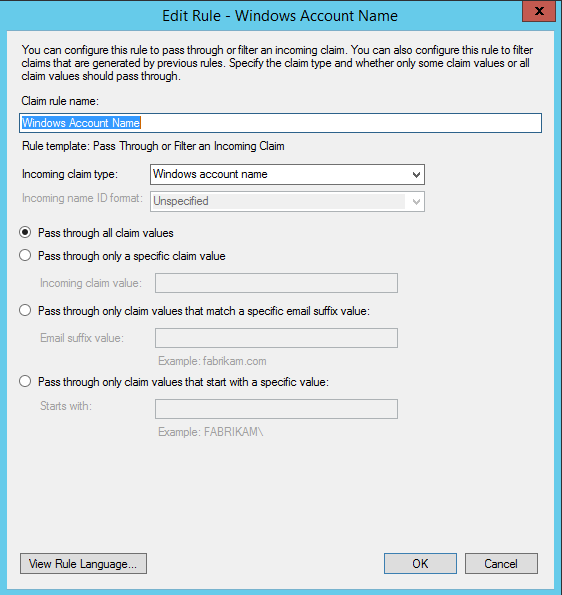 Edit Rule - Windows Account Name
x
You can configure this rule to pass through or filter an incoming claim. You can also configure this rule to filter
claims that are generated by previous rules. Specify the claim type and whether only some claim values or all
claim values should pass through.
Claim rule name:
Windows Account Name
Rule template: Pass Through or Filter an Incoming Claim
Incoming claim type: Windows account name
Incoming name ID format: Unspecified
Pass through all claim values
Pass through only a specific claim value
Incoming claim value:
Pass through only claim values that match a specific email suffix value:
Email suffix value:
Example: fabrikam.com
Pass through only claim values that start with a specific value:
Starts with:
Example: FABRIKAM\
View Rule Language... OK Cancel